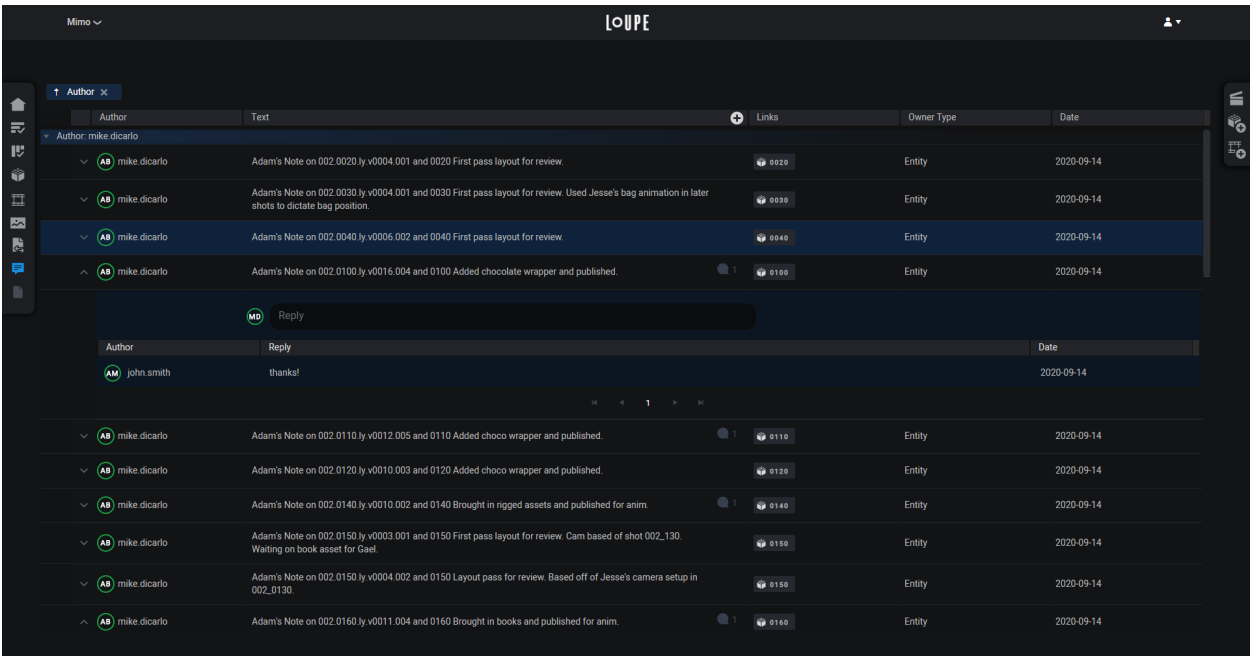 Mimo
LOUPE
Author
Author Text Links Owner Type Date
Author: mike.dicarlo
AB mike.dicarlo Adam's Note on 002.0020.ly.v0004.001 and 0020 First pass layout for review. 0020 Entity 2020-09-14
AB mike.dicarlo Adam's Note on 002.0030.ly.v0004.001 and 0030 First pass layout for review. Used Jesse's bag animation in later
shots to dictate bag position. 0030 Entity 2020-09-14
AB mike.dicarlo Adam's Note on 002.0040.ly.v0006.002 and 0040 First pass layout for review. 0040 Entity 2020-09-14
AB mike.dicarlo Adam's Note on 002.0100.ly.v0016.004 and 0100 Added chocolate wrapper and published. 1 0100 Entity 2020-09-14
MD Reply
Author Reply Date
AM john.smith thanks! 2020-09-14
1
AB mike.dicarlo Adam's Note on 002.0110.ly.v0012.005 and 0110 Added choco wrapper and published. 1 0110 Entity 2020-09-14
AB mike.dicarlo Adam's Note on 002.0120.ly.v0010.003 and 0120 Added choco wrapper and published. 0120 Entity 2020-09-14
AB mike.dicarlo Adam's Note on 002.0140.ly.v0010.002 and 0140 Brought in rigged assets and published for anim. 1 0140 Entity 2020-09-14
AB mike.dicarlo Adam's Note on 002.0150.ly.v0003.001 and 0150 First pass layout for review. Cam based of shot 002_130.
Waiting on book asset for Gael. 0150 Entity 2020-09-14
AB mike.dicarlo Adam's Note on 002.0150.ly.v0004.002 and 0150 Layout pass for review. Based off of Jesse's camera setup in
002_0130. 0150 Entity 2020-09-14
AB mike.dicarlo Adam's Note on 002.0160.ly.v0011.004 and 0160 Brought in books and published for anim. 1 0160 Entity 2020-09-14